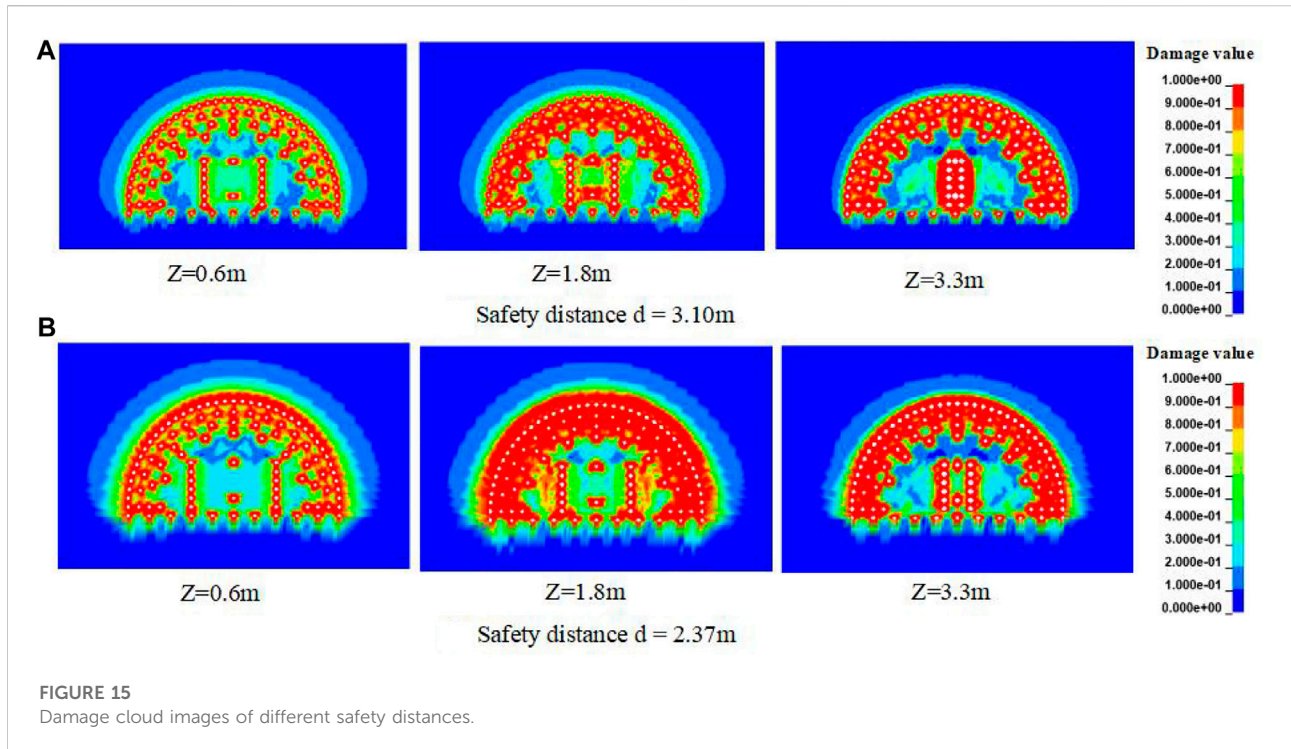 A
Damage value
1.000e+00
9.000e-01
8.000e-01
7.000e-01
6.000e-01
5.000e-01
4.000e-01
3.000e-01
2.000e-01
1.000e-01
0.000e+00
Z=0.6m
Z=1.8m
Z=3.3m
Safety distance d = 3.10m
B
Damage value
1.000e+00
9.000e-01
8.000e-01
7.000e-01
6.000e-01
5.000e-01
4.000e-01
3.000e-01
2.000e-01
1.000e-01
0.000e+00
Z=0.6m
Z=1.8m
Z=3.3m
Safety distance d = 2.37m
FIGURE 15
Damage cloud images of different safety distances.